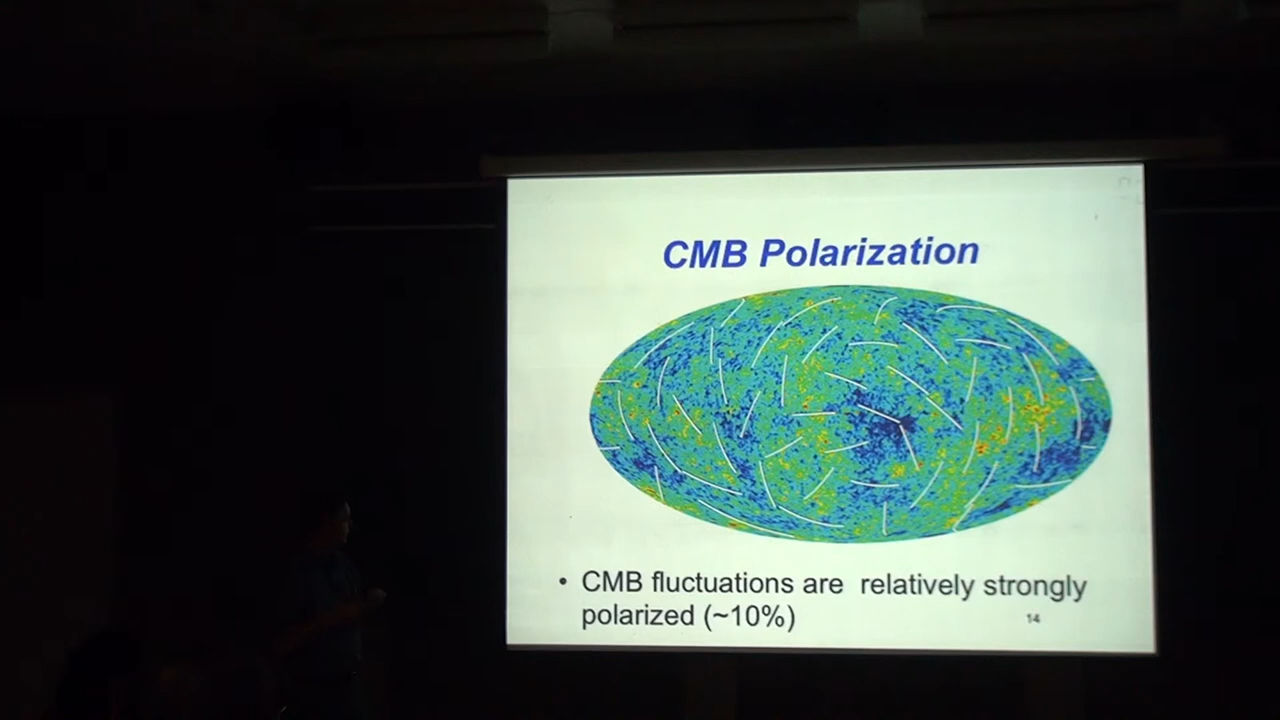 CMB Polarization
• CMB fluctuations are relatively strongly
polarized (~10%)
14